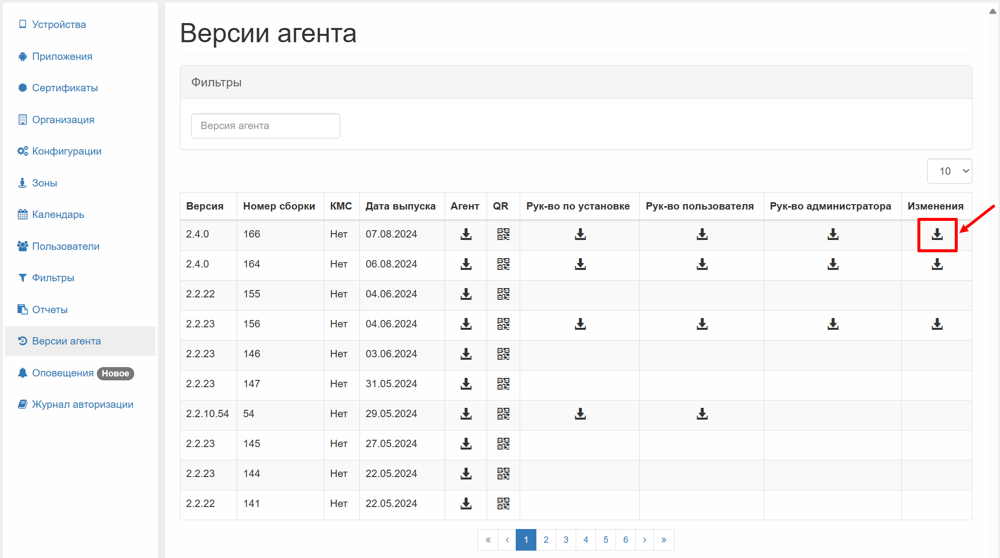 Устройства
Приложения
Сертификаты
Организация
Конфигурации
Зоны
Календарь
Пользователи
Фильтры
Отчеты
Версии агента
Оповещения Новое
Журнал авторизации
Версии агента
Фильтры
Версия агента
10
Версия Номер сборки КМС Дата выпуска Агент QR Рук-во по установке Рук-во пользователя Рук-во администратора Изменения
2.4.0 166 Нет 07.08.2024
2.4.0 164 Нет 06.08.2024
2.2.22 155 Нет 04.06.2024
2.2.23 156 Нет 04.06.2024
2.2.23 146 Нет 03.06.2024
2.2.23 147 Нет 31.05.2024
2.2.10.54 54 Нет 29.05.2024
2.2.23 145 Нет 27.05.2024
2.2.23 144 Нет 22.05.2024
2.2.22 141 Нет 22.05.2024
« ‹ 1 2 3 4 5 6 › »